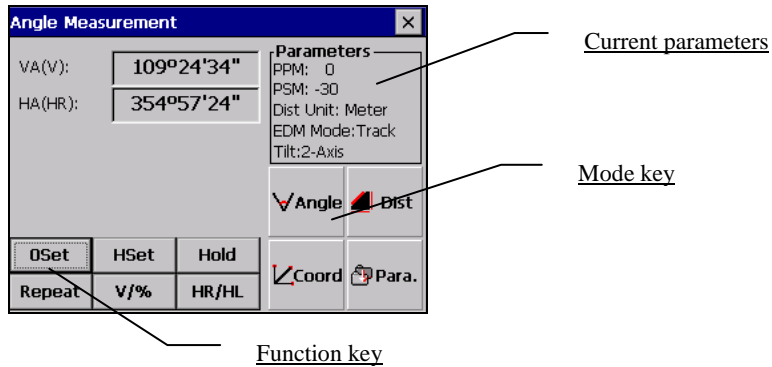 Angle Measurement
VA(V): 109º24'34"
HA(HR): 354º57'24"
Parameters
PPM: 0
PSM: -30
Dist Unit: Meter
EDM Mode:Track
Tilt:2-Axis
Angle Dist
0Set HSet Hold
Coord Para.
Repeat V/% HR/HL
Current parameters
Mode key
Function key